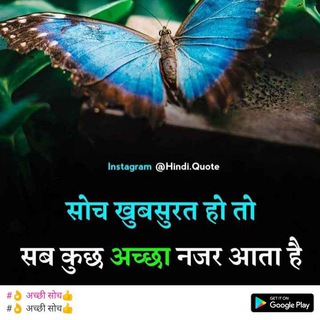 Instagram @Hindi.Quote
सोच खुबसुरत हो तो
सब कुछ अच्छा नजर आता है
#👌 अच्छी सोच👍
#👌 अच्छी सोच👍
GET IT ON
Google Play